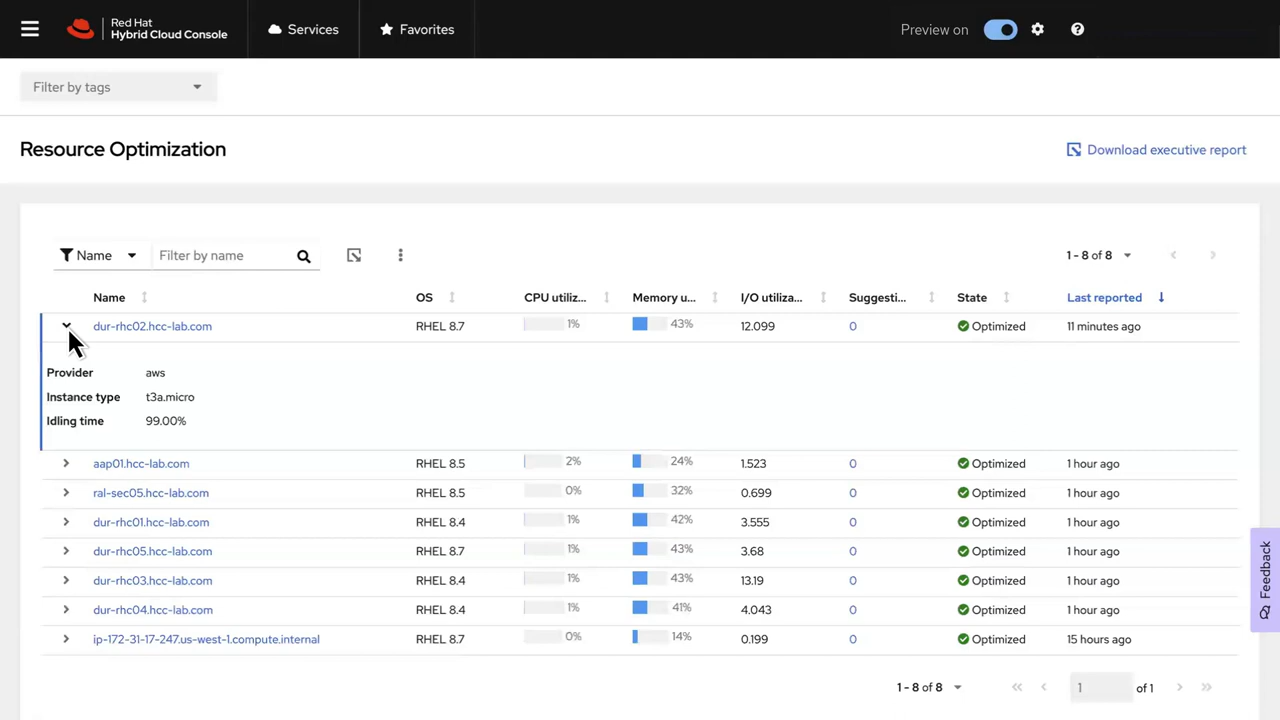 Red Hat
Hybrid Cloud Console
Services
Favorites
Preview on
Filter by tags
Resource Optimization
Download executive report
Name
Filter by name
1 - 8 of 8
Name OS CPU utiliz... Memory u... I/O utiliza... Suggesti... State Last reported
dur-rhc02.hcc-lab.com RHEL 8.7 1% 43% 12.099 0 Optimized 11 minutes ago
Provider aws
Instance type t3a.micro
Idling time 99.00%
aap01.hcc-lab.com RHEL 8.5 2% 24% 1.523 0 Optimized 1 hour ago
ral-sec05.hcc-lab.com RHEL 8.5 0% 32% 0.699 0 Optimized 1 hour ago
dur-rhc01.hcc-lab.com RHEL 8.4 1% 42% 3.555 0 Optimized 1 hour ago
dur-rhc05.hcc-lab.com RHEL 8.7 1% 43% 3.68 0 Optimized 1 hour ago
dur-rhc03.hcc-lab.com RHEL 8.4 1% 43% 13.19 0 Optimized 1 hour ago
dur-rhc04.hcc-lab.com RHEL 8.4 1% 41% 4.043 0 Optimized 1 hour ago
ip-172-31-17-247.us-west-1.compute.internal RHEL 8.7 0% 14% 0.199 0 Optimized 15 hours ago
Feedback
1 - 8 of 8 1 of 1